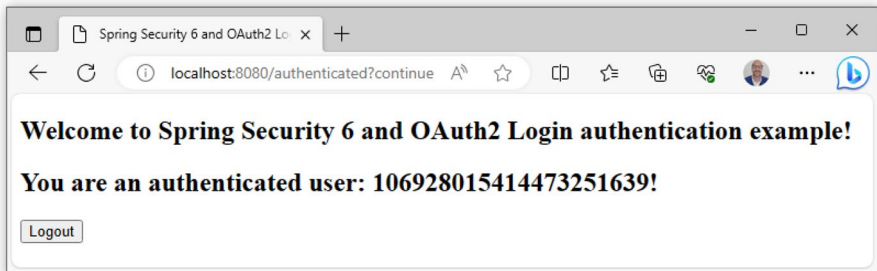 Spring Security 6 and OAuth2 Lo
localhost:8080/authenticated?continue
Welcome to Spring Security 6 and OAuth2 Login authentication example!
You are an authenticated user: 106928015414473251639!
Logout